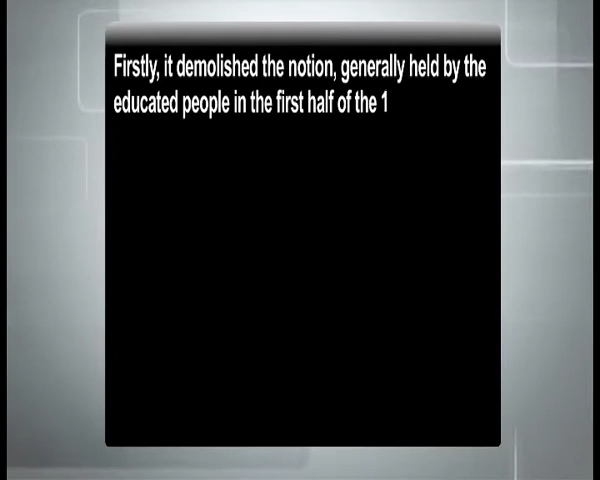 Firstly, it demolished the notion, generally held by the
educated people in the first half of the 1